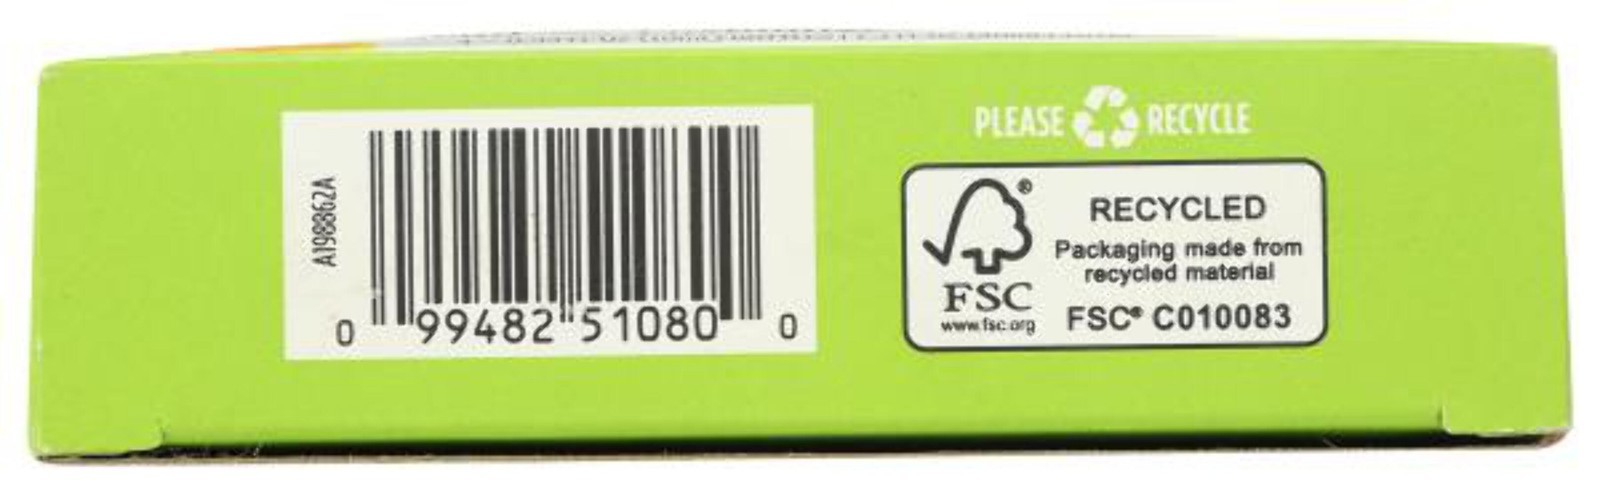 A198862A
0 99482 51080 0
PLEASE RECYCLE
FSC®
www.fsc.org
RECYCLED
Packaging made from
recycled material
FSC® C010083